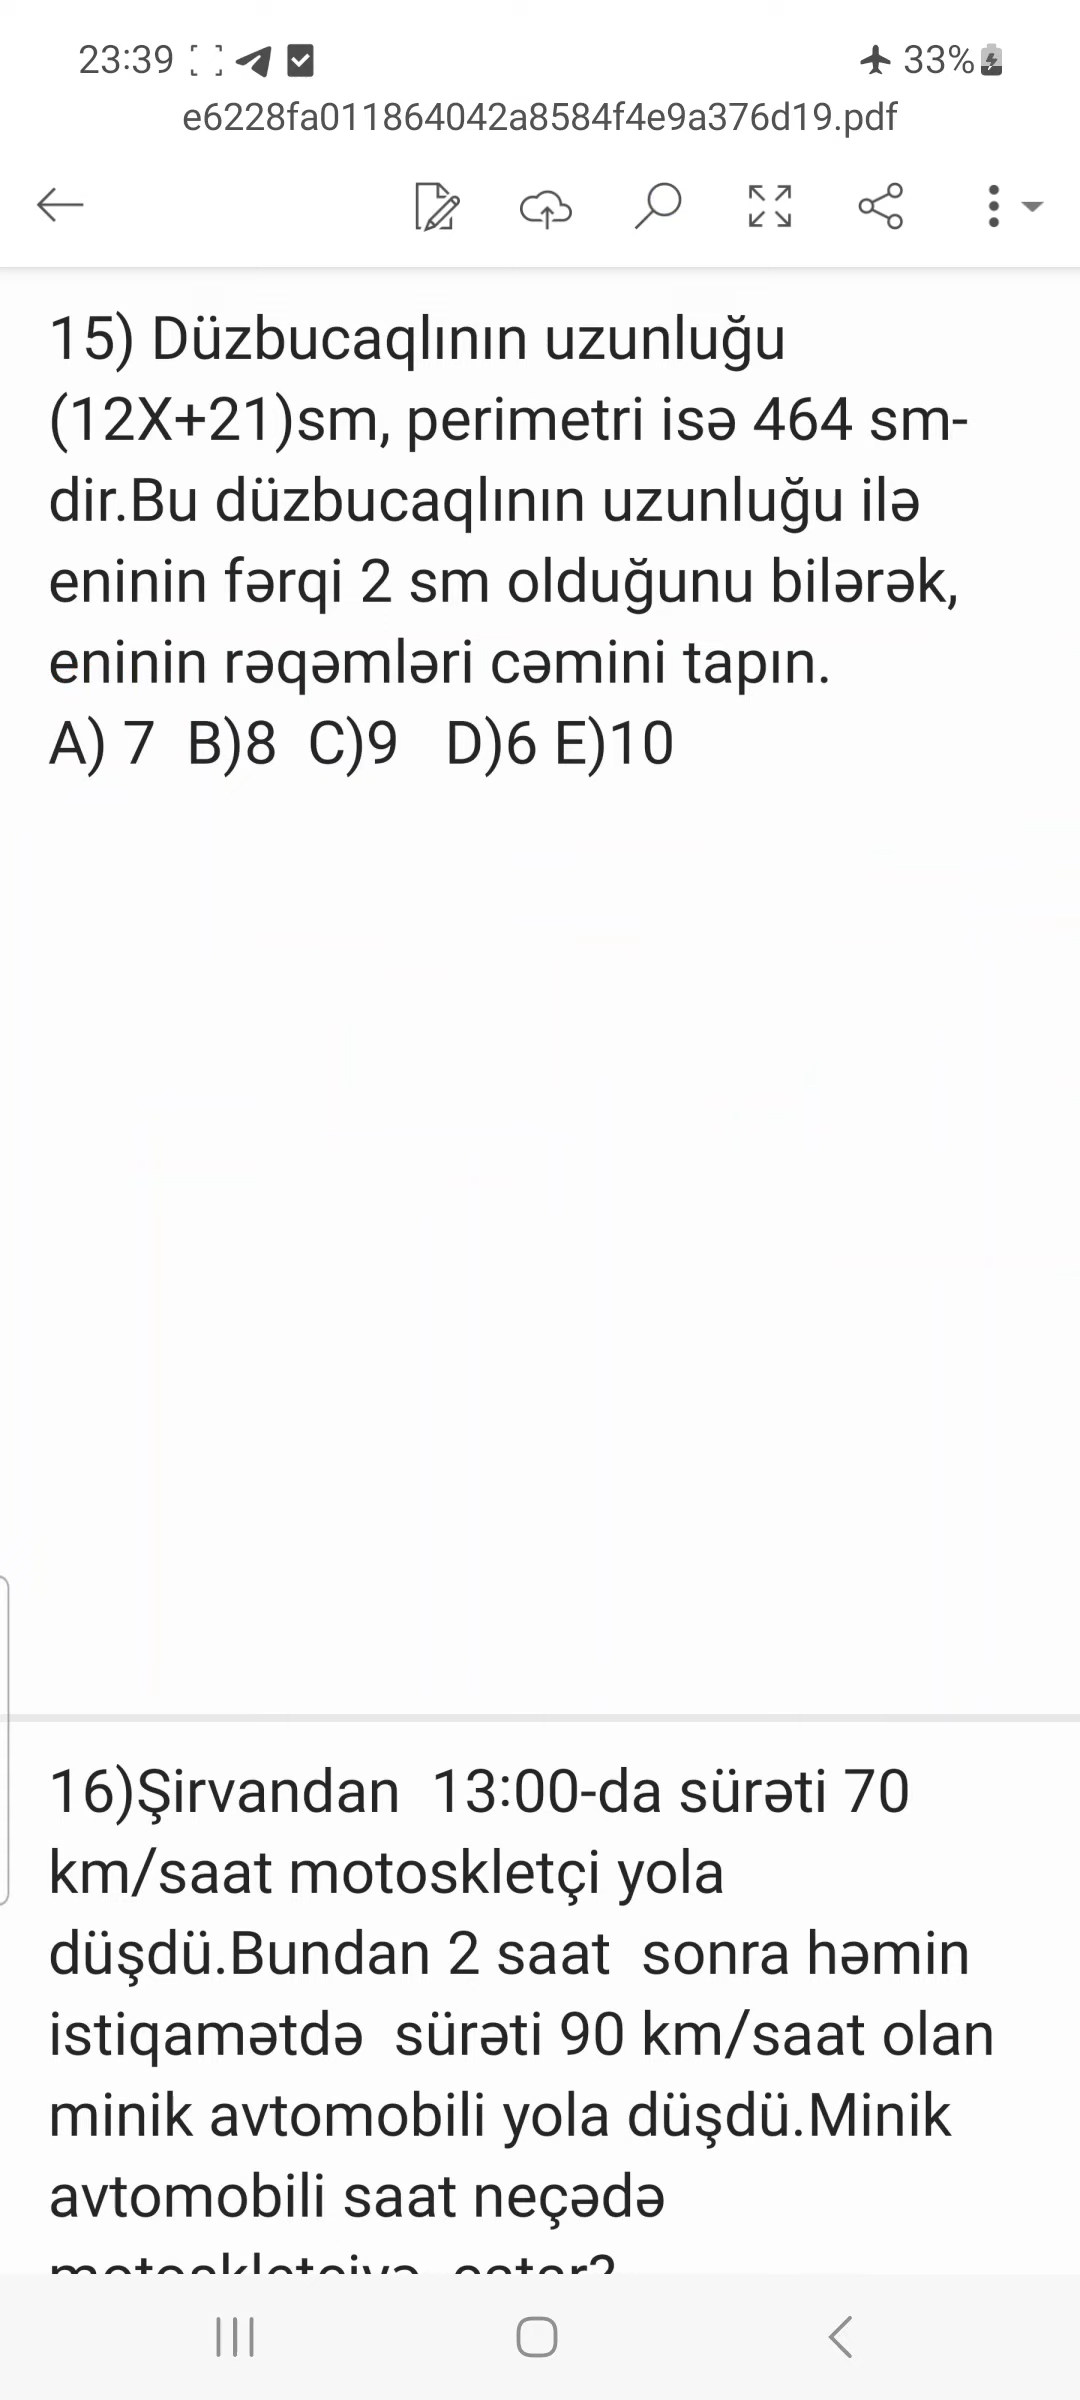 23:39
33%
e6228fa011864042a8584f4e9a376d19.pdf
15) Düzbucaqlının uzunluğu
(12X+21)sm, perimetri isə 464 sm-
dir.Bu düzbucaqlının uzunluğu ilə
eninin fərqi 2 sm olduğunu bilərək,
eninin rəqəmləri cəmini tapın.
A) 7 B)8 C)9 D)6 E)10
16)Şirvandan 13:00-da sürəti 70
km/saat motoskletçi yola
düşdü.Bundan 2 saat sonra həmin
istiqamətdə sürəti 90 km/saat olan
minik avtomobili yola düşdü.Minik
avtomobili saat neçədə